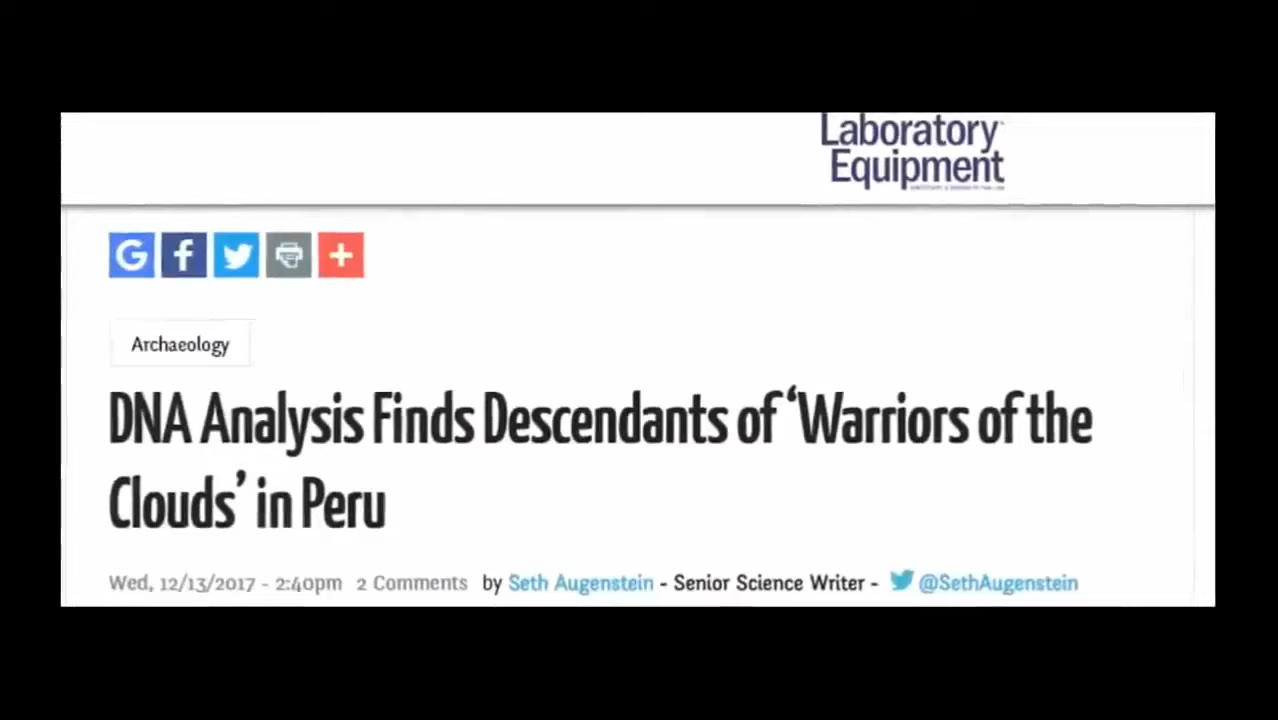 Laboratory
Equipment
Archaeology
DNA Analysis Finds Descendants of ‘Warriors of the
Clouds’ in Peru
Wed, 12/13/2017 - 2:40pm 2 Comments by Seth Augenstein - Senior Science Writer - @SethAugenstein